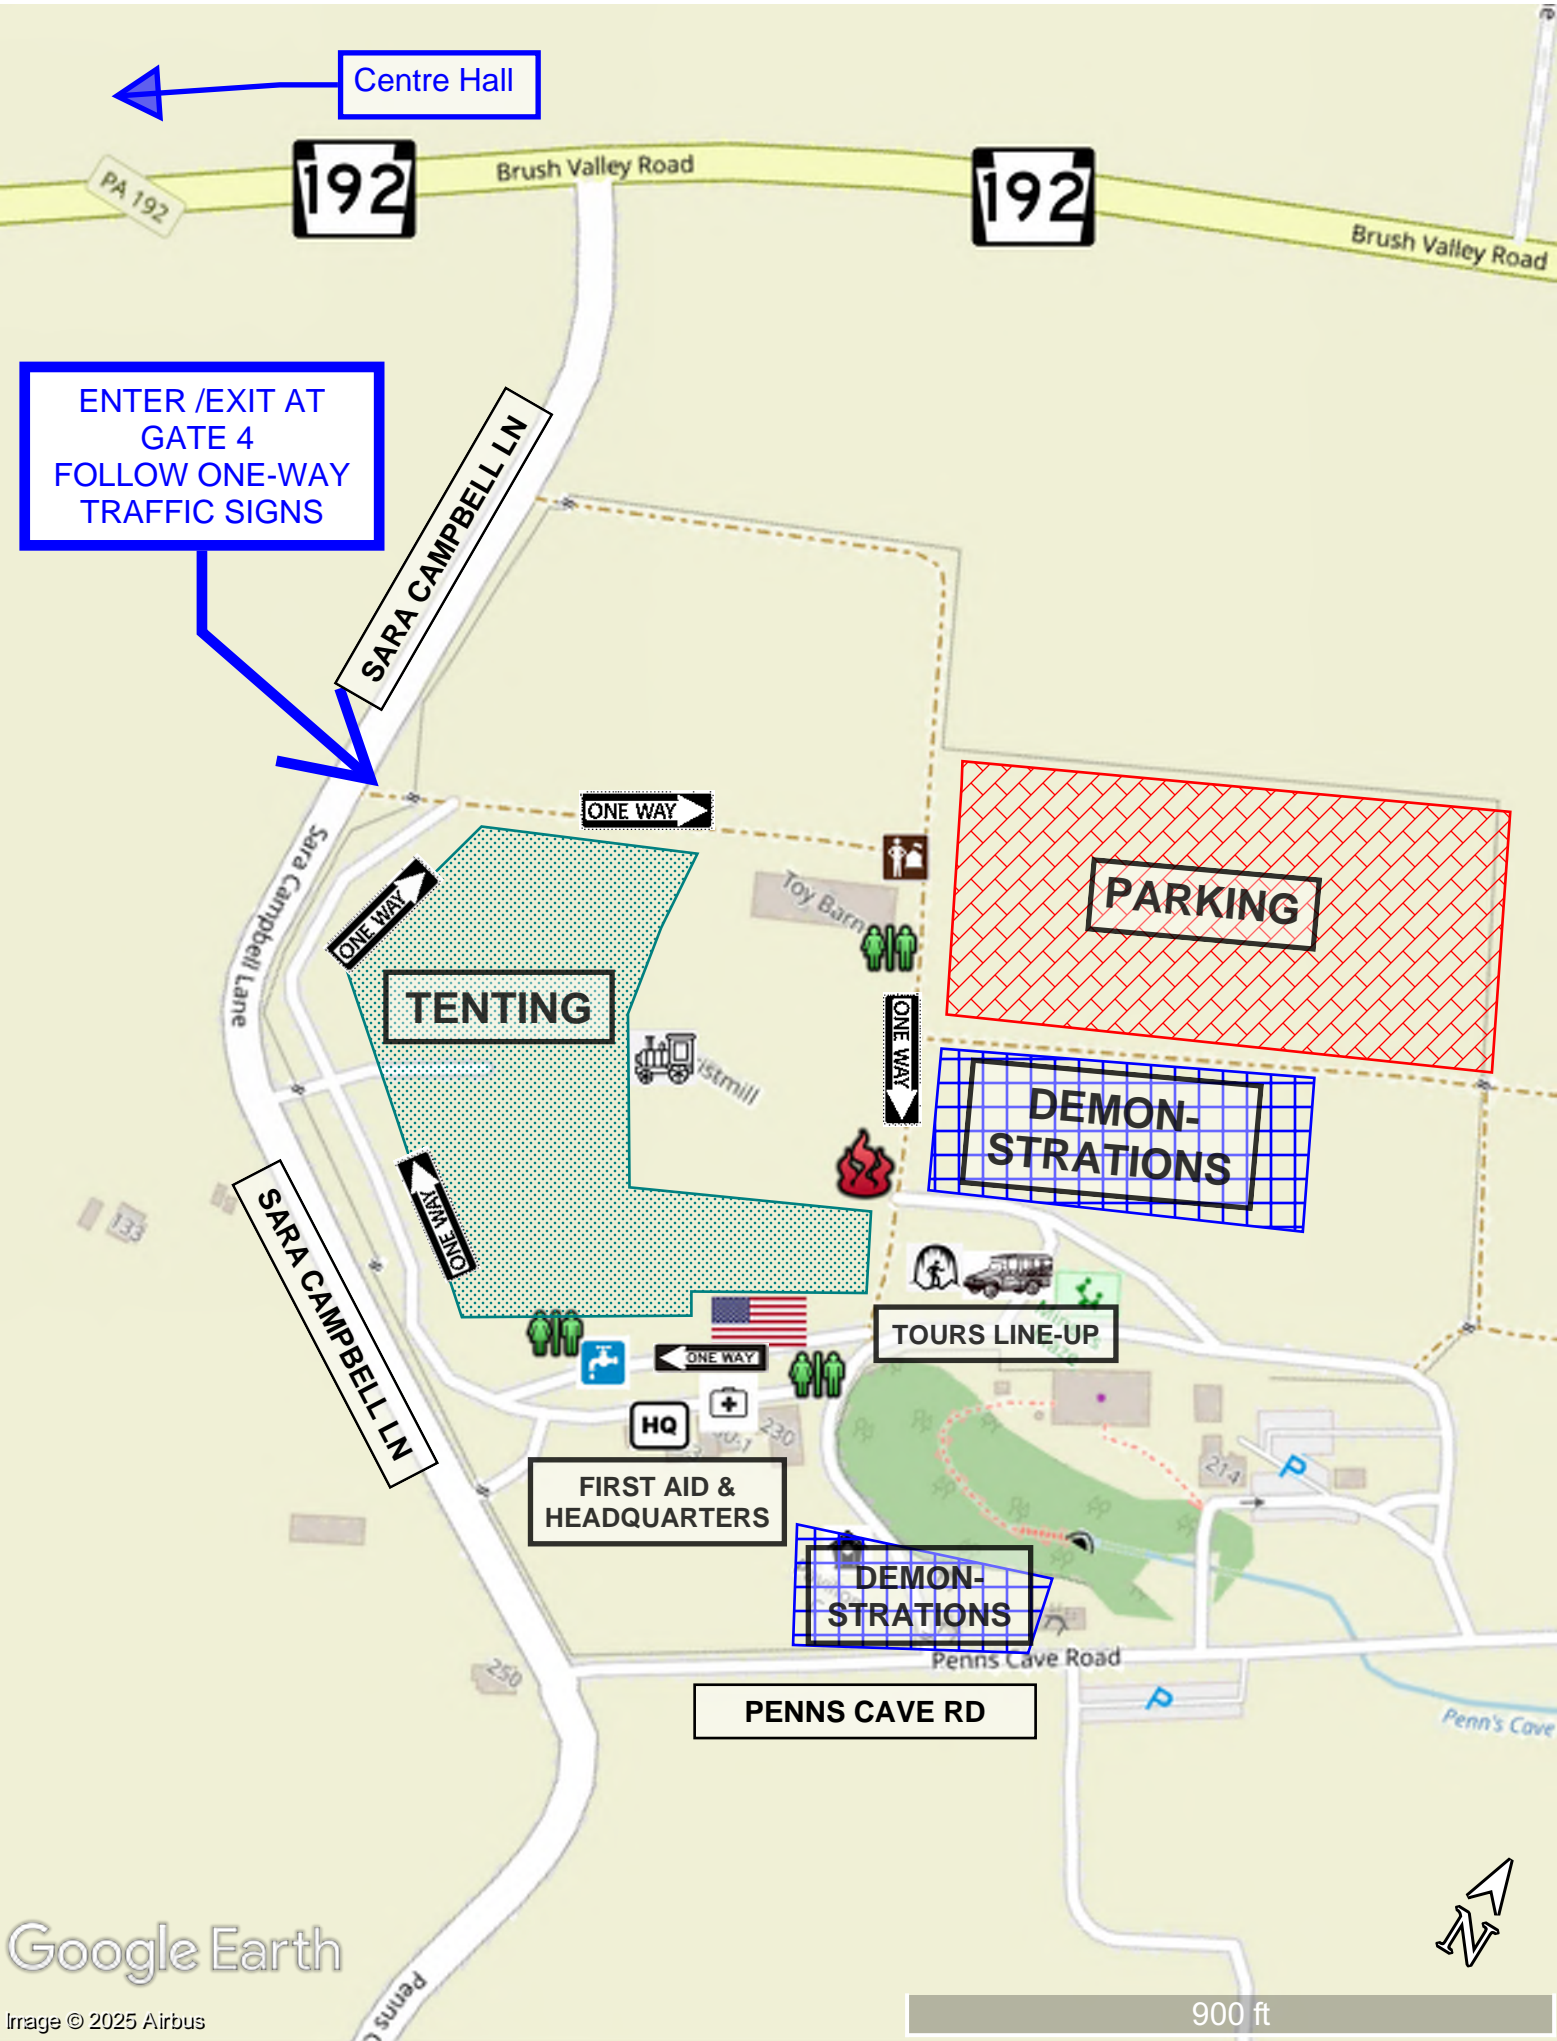 Centre Hall
192
Brush Valley Road
192
PA 192
Brush Valley Road
ENTER /EXIT AT
GATE 4
FOLLOW ONE-WAY
TRAFFIC SIGNS
SARA CAMPBELL LN
ONE WAY
Sara Campbell Lane
ONE WAY
Toy Barn
PARKING
TENTING
ONE WAY
istmill
DEMON-
STRATIONS
133
ONE WAY
SARA CAMPBELL LN
TOURS LINE-UP
ONE WAY
HQ
230
214
P
FIRST AID &
HEADQUARTERS
DEMON-
STRATIONS
250
Penns Cave Road
PENNS CAVE RD
P
Penn's Cave
N
Google Earth
Penns C
Image © 2025 Airbus
900 ft